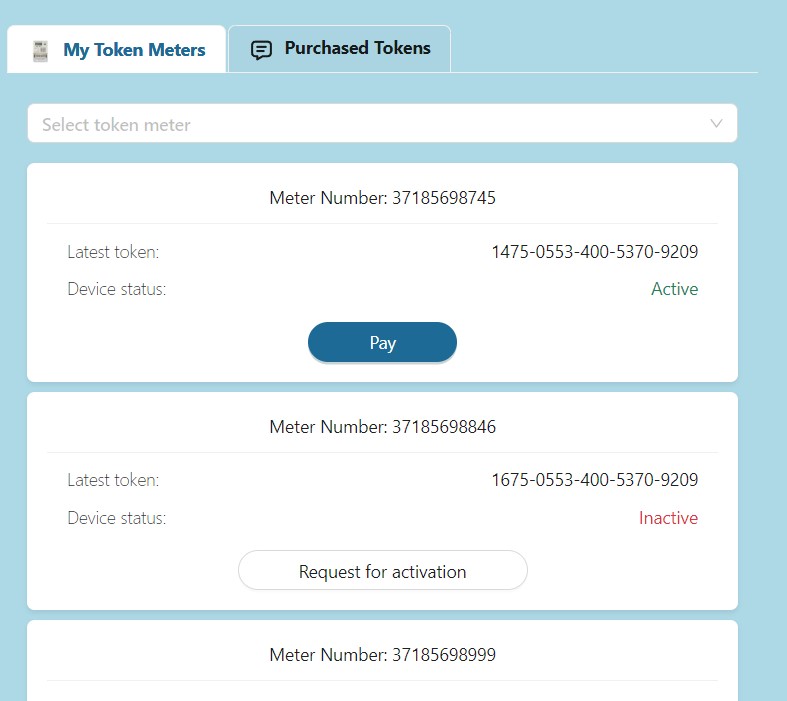 My Token Meters
Purchased Tokens
Select token meter
Meter Number: 37185698745
Latest token: 1475-0553-400-5370-9209
Device status: Active
Pay
Meter Number: 37185698846
Latest token: 1675-0553-400-5370-9209
Device status: Inactive
Request for activation
Meter Number: 37185698999